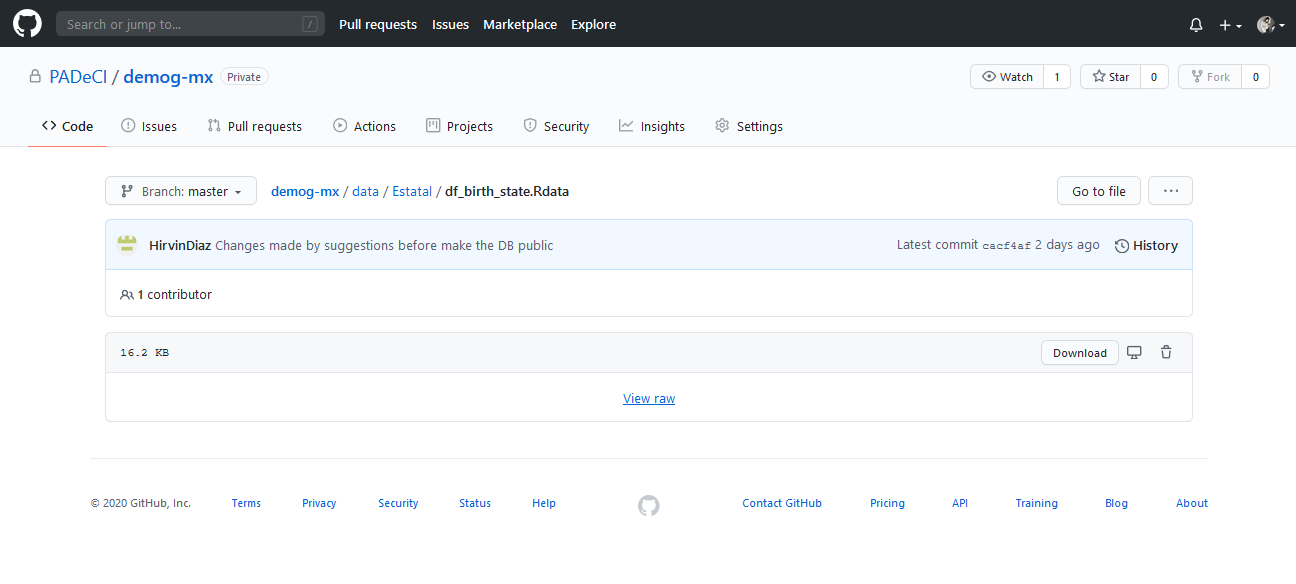 Search or jump to... /
Pull requests Issues Marketplace Explore
PADeCI / demog-mx Private
Watch 1 Star 0 Fork 0
Code Issues Pull requests Actions Projects Security Insights Settings
Branch: master demog-mx / data / Estatal / df_birth_state.Rdata Go to file ...
HirvinDiaz Changes made by suggestions before make the DB public Latest commit cacf4af 2 days ago History
1 contributor
16.2 KB Download
View raw
© 2020 GitHub, Inc. Terms Privacy Security Status Help Contact GitHub Pricing API Training Blog About